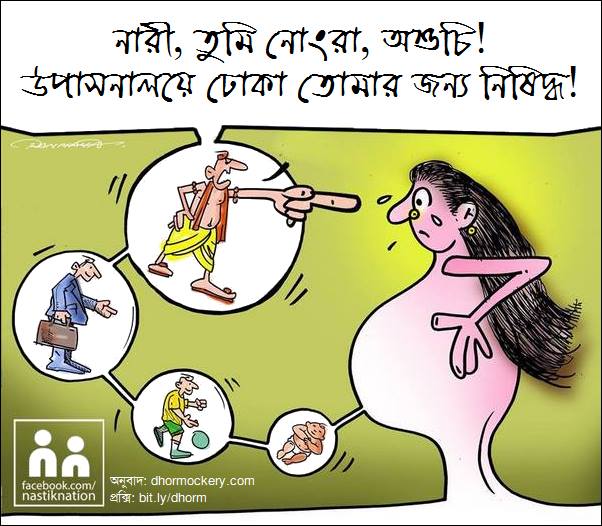 নারী, তুমি নোংরা, অশুচি!
উপাসনালয়ে ঢোকা তোমার জন্য নিষিদ্ধ!
facebook.com/
nastiknation
অনুবাদ: dhormockery.com
প্রক্সি: bit.ly/dhorm